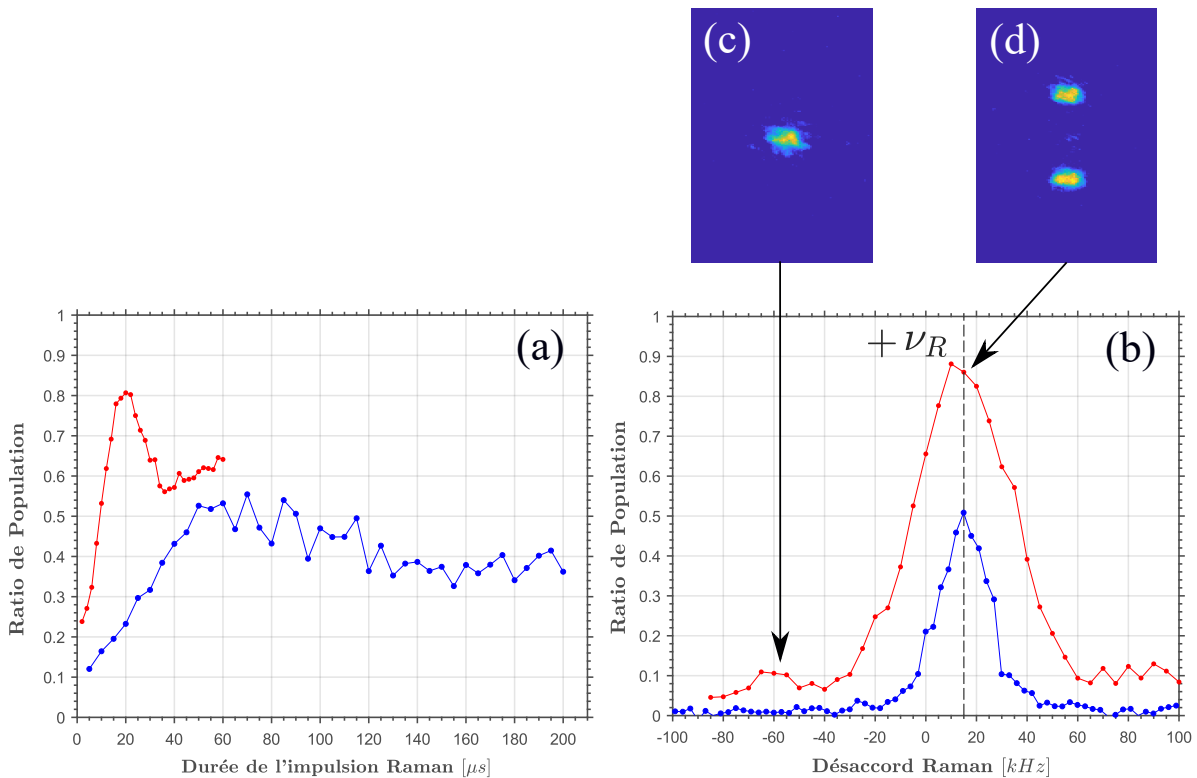 (c)
(d)
(a)
1
0.9
0.8
0.7
0.6
0.5
0.4
0.3
0.2
0.1
0
0 20 40 60 80 100 120 140 160 180 200
Ratio de Population
Durée de l'impulsion Raman [μs]
(b)
+ νR
1
0.9
0.8
0.7
0.6
0.5
0.4
0.3
0.2
0.1
0
-100 -80 -60 -40 -20 0 20 40 60 80 100
Ratio de Population
Désaccord Raman [kHz]